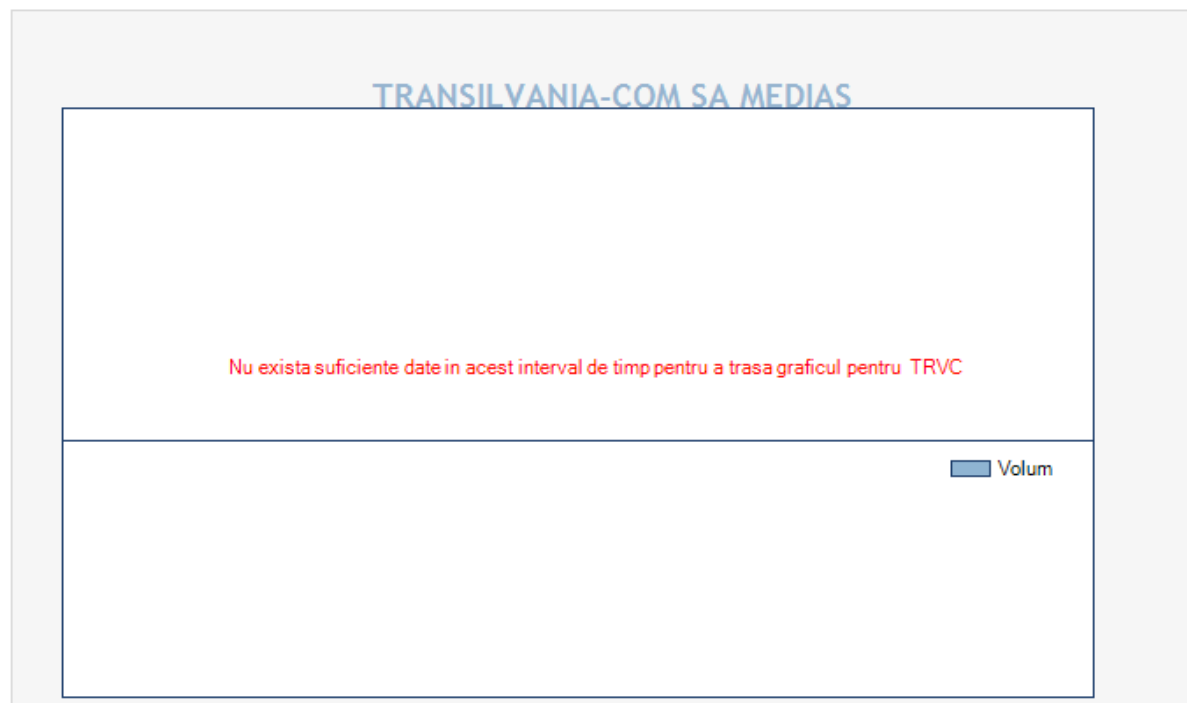 TRANSILVANIA-COM SA MEDIAS
Nu exista suficiente date in acest interval de timp pentru a trasa graficul pentru TRVC
Volum